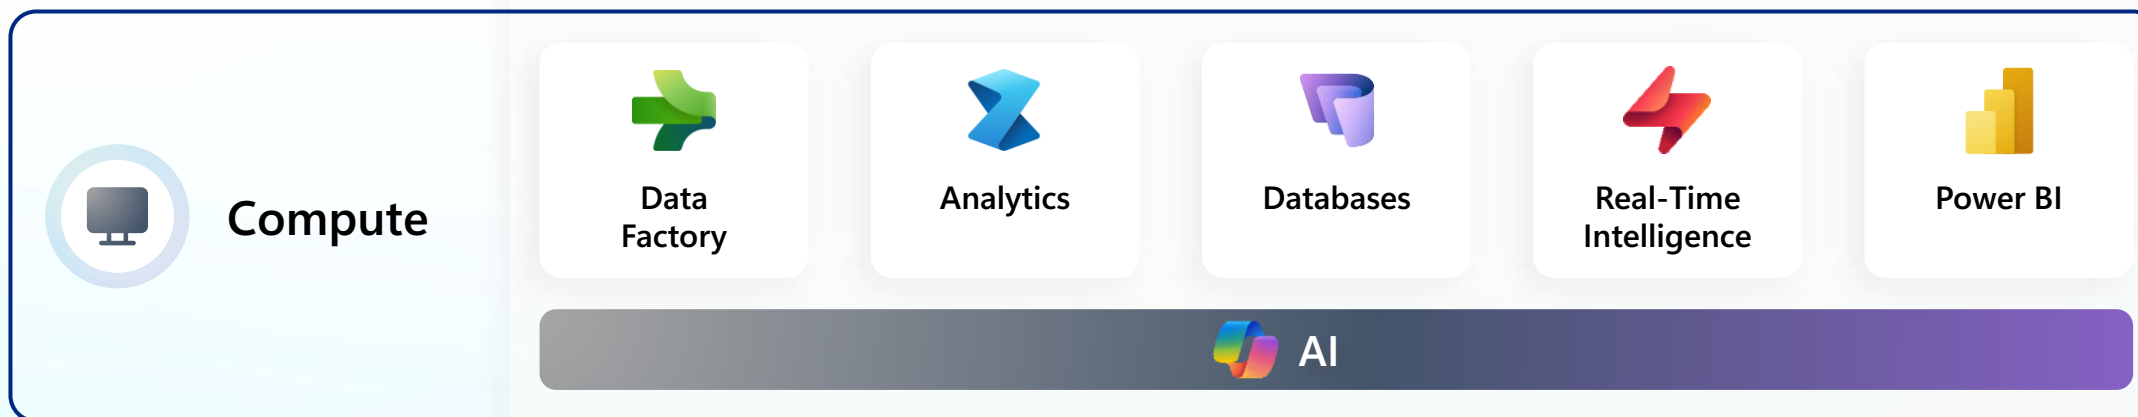 Compute
Data
Factory
Analytics
Databases
Real-Time
Intelligence
Power BI
AI